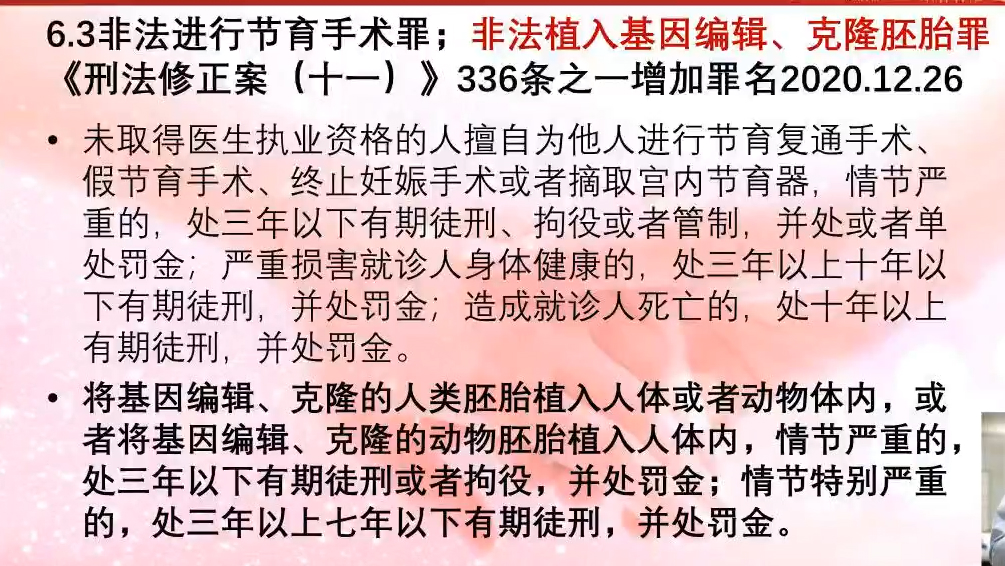 6.3非法进行节育手术罪；非法植入基因编辑、克隆胚胎罪
《刑法修正案（十一）》336条之一增加罪名2020.12.26
• 未取得医生执业资格的人擅自为他人进行节育复通手术、
假节育手术、终止妊娠手术或者摘取宫内节育器，情节严
重的，处三年以下有期徒刑、拘役或者管制，并处或者单
处罚金；严重损害就诊人身体健康的，处三年以上十年以
下有期徒刑，并处罚金；造成就诊人死亡的，处十年以上
有期徒刑，并处罚金。
• 将基因编辑、克隆的人类胚胎植入人体或者动物体内，或
者将基因编辑、克隆的动物胚胎植入人体内，情节严重的，
处三年以下有期徒刑或者拘役，并处罚金；情节特别严重
的，处三年以上七年以下有期徒刑，并处罚金。